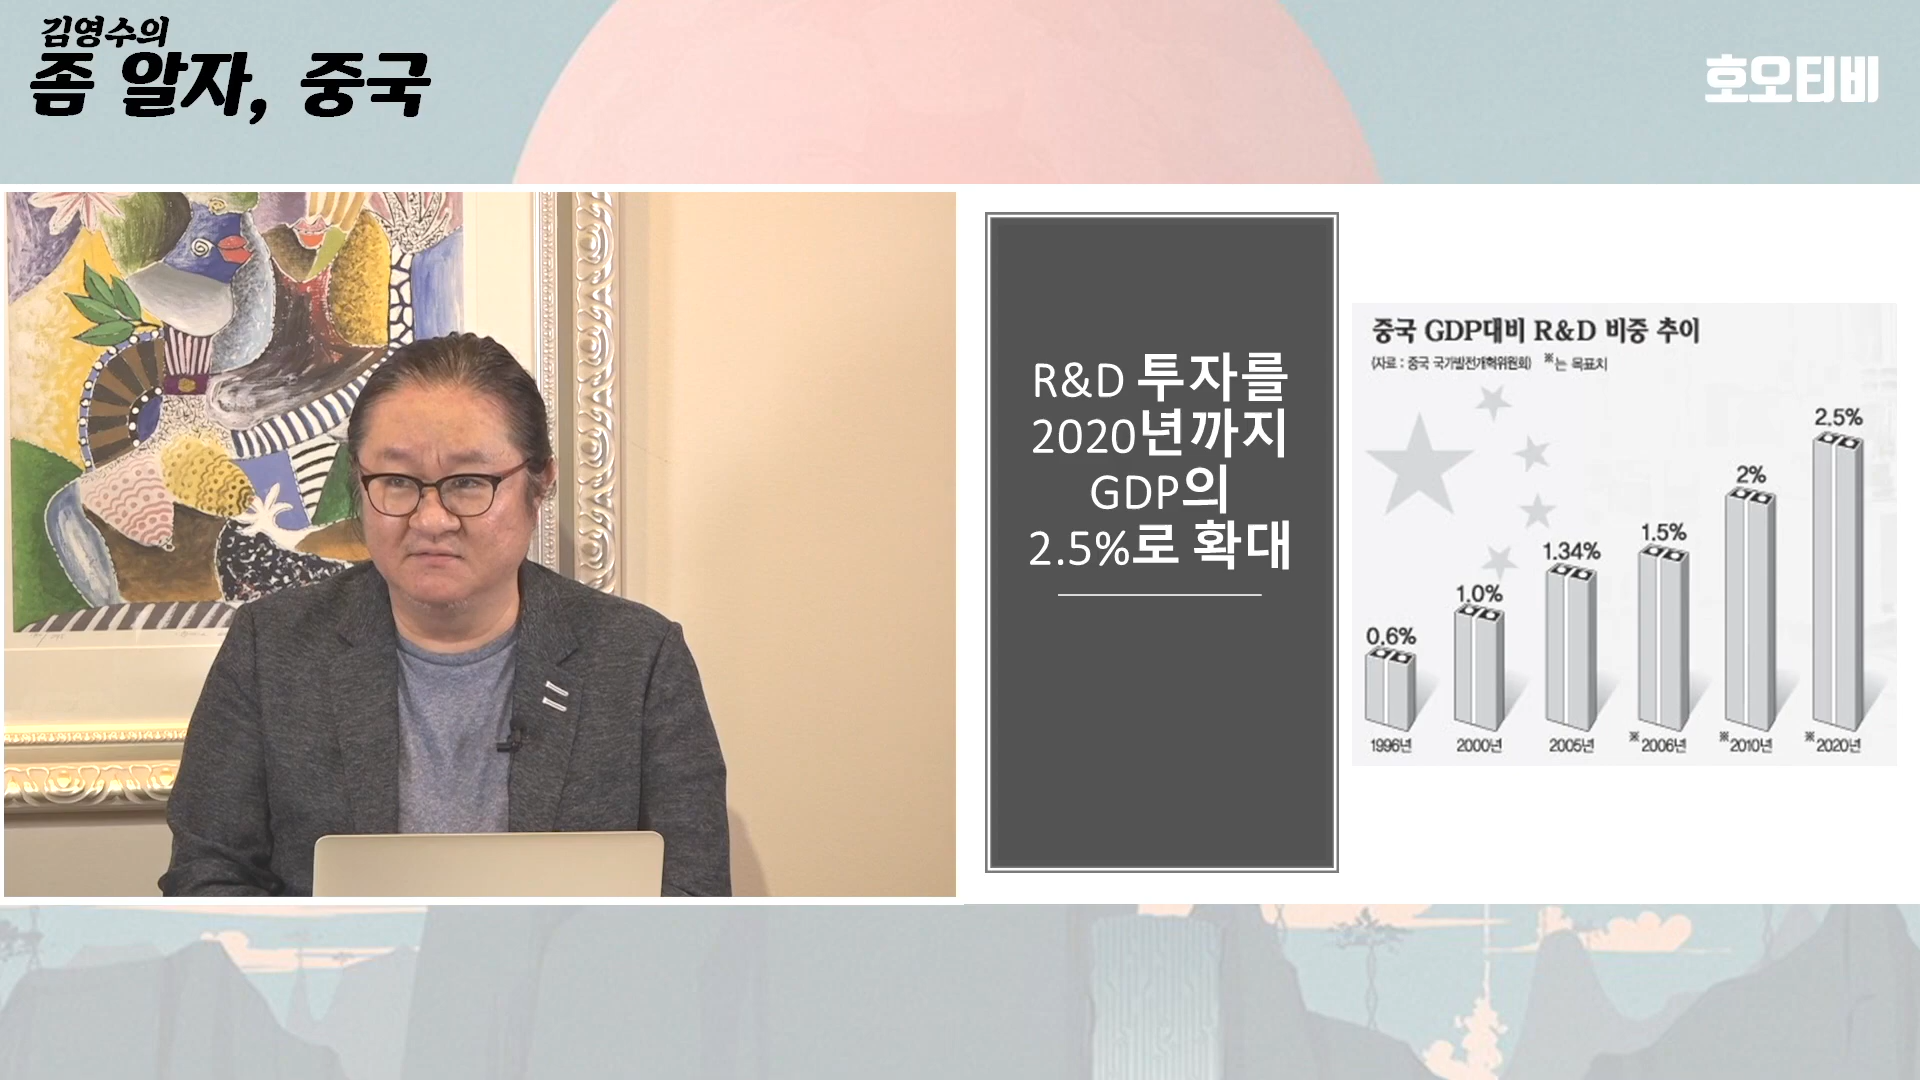 김영수의
좀 알자, 중국
호오티비
R&D 투자를
2020년까지
GDP의
2.5%로 확대
중국 GDP대비 R&D 비중 추이
(자료 : 중국 국가발전개혁위원회) ※는 목표치
2.5%
2%
1.5%
1.34%
1.0%
0.6%
1996년 2000년 2005년 ※2006년 ※2010년 ※2020년